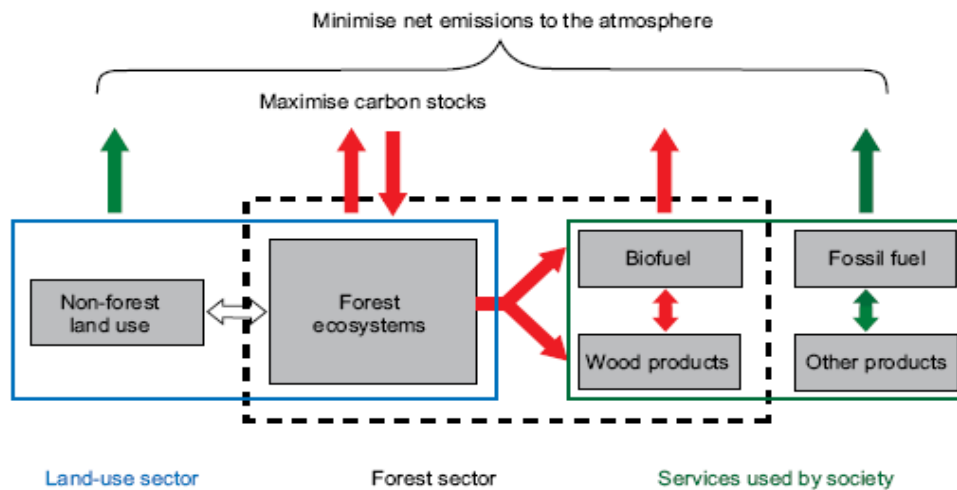 Minimise net emissions to the atmosphere
Maximise carbon stocks
Non-forest
land use
Forest
ecosystems
Biofuel
Wood products
Fossil fuel
Other products
Land-use sector
Forest sector
Services used by society